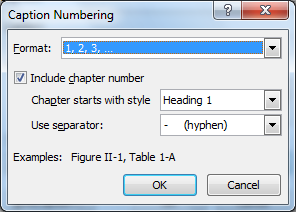 Caption Numbering
Format: 1, 2, 3, ...
Include chapter number
Chapter starts with style Heading 1
Use separator: - (hyphen)
Examples: Figure II-1, Table 1-A
OK Cancel